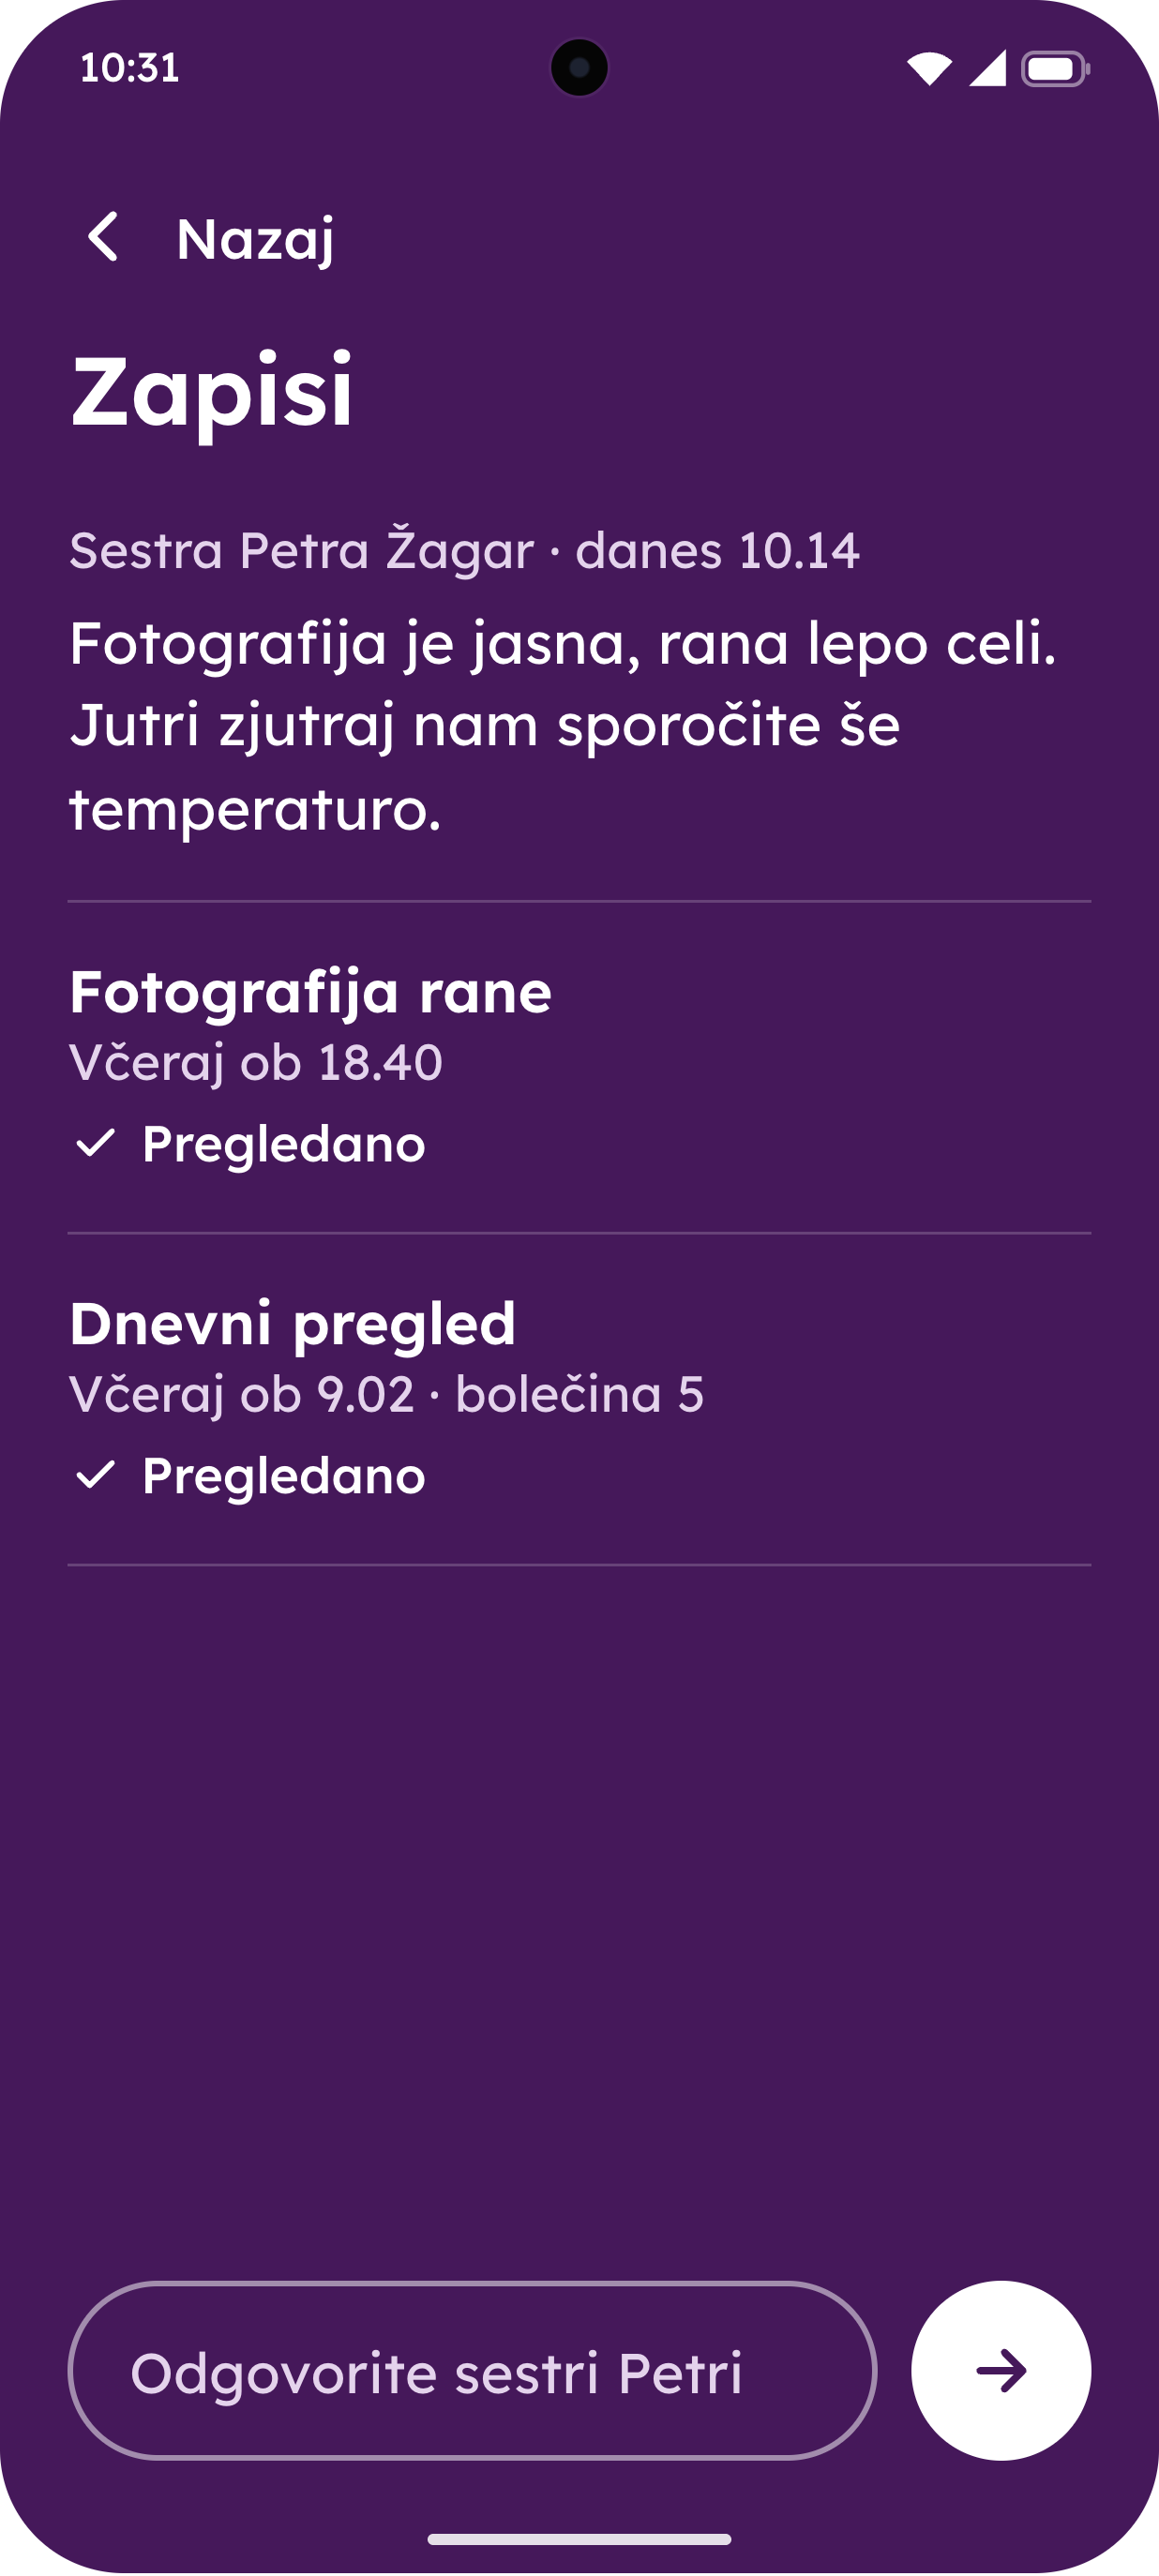 10:31
Nazaj
Zapisi
Sestra Petra Žagar · danes 10.14
Fotografija je jasna, rana lepo celi.
Jutri zjutraj nam sporočite še
temperaturo.
Fotografija rane
Včeraj ob 18.40
Pregledano
Dnevni pregled
Včeraj ob 9.02 · bolečina 5
Pregledano
Odgovorite sestri Petri